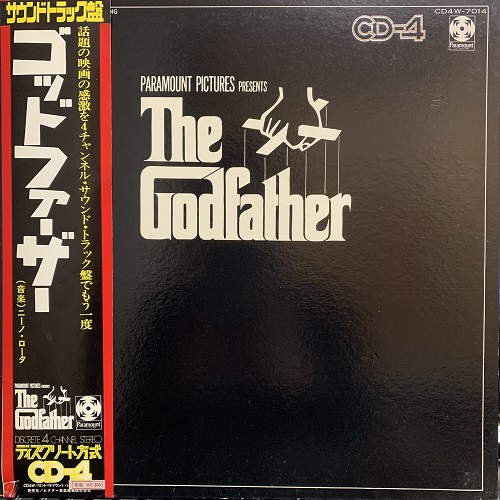 サウンドトラック盤
ゴッドファーザー
話題の映画の感激を4チャンネル・サウンド・トラック盤でもう一度
(音楽)ニーノ・ロータ
PARAMOUNT PICTURES PRESENTS
The
Godfather
Paramount
DISCRETE 4 CHANNEL STEREO
ディスクリート方式
CD-4
CD-4
CD4W-7014
Paramount
PARAMOUNT PICTURES PRESENTS
The
Godfather